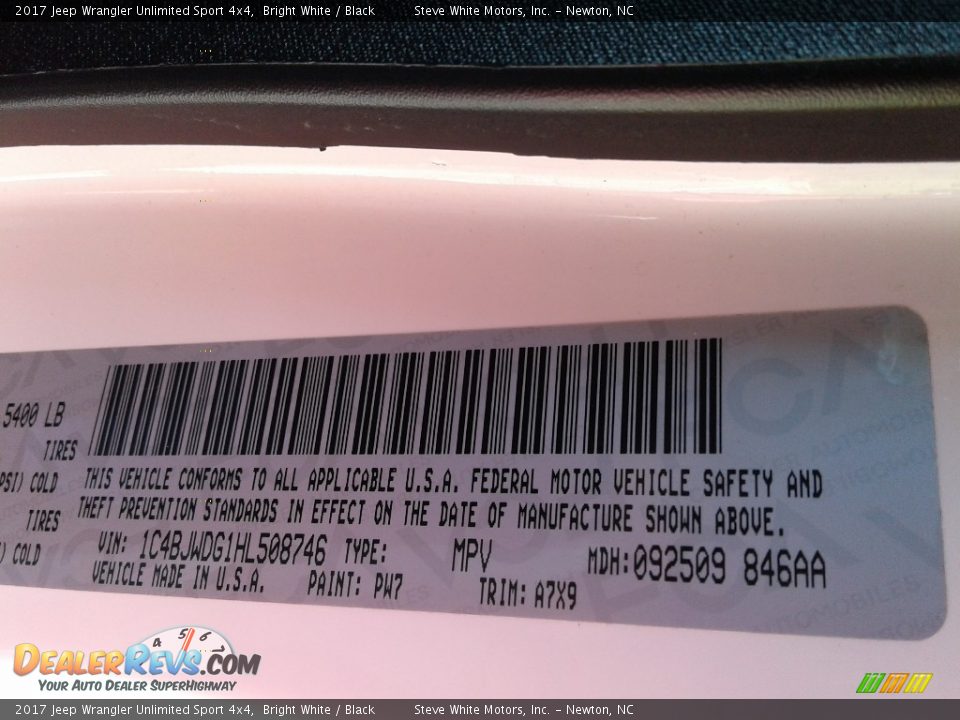 2017 Jeep Wrangler Unlimited Sport 4x4, Bright White / Black Steve White Motors, Inc. - Newton, NC
5400 LB
TIRES
PSI) COLD
TIRES
) COLD
THIS VEHICLE CONFORMS TO ALL APPLICABLE U.S.A. FEDERAL MOTOR VEHICLE SAFETY AND
THEFT PREVENTION STANDARDS IN EFFECT ON THE DATE OF MANUFACTURE SHOWN ABOVE.
VIN: 1C4BJWDG1HL508746 TYPE: MPV MDH:092509 846AA
VEHICLE MADE IN U.S.A. PAINT: PW7 TRIM: A7X9
4 5 6
DEALERREVS.COM
YOUR AUTO DEALER SUPERHIGHWAY
2017 Jeep Wrangler Unlimited Sport 4x4, Bright White / Black Steve White Motors, Inc. - Newton, NC